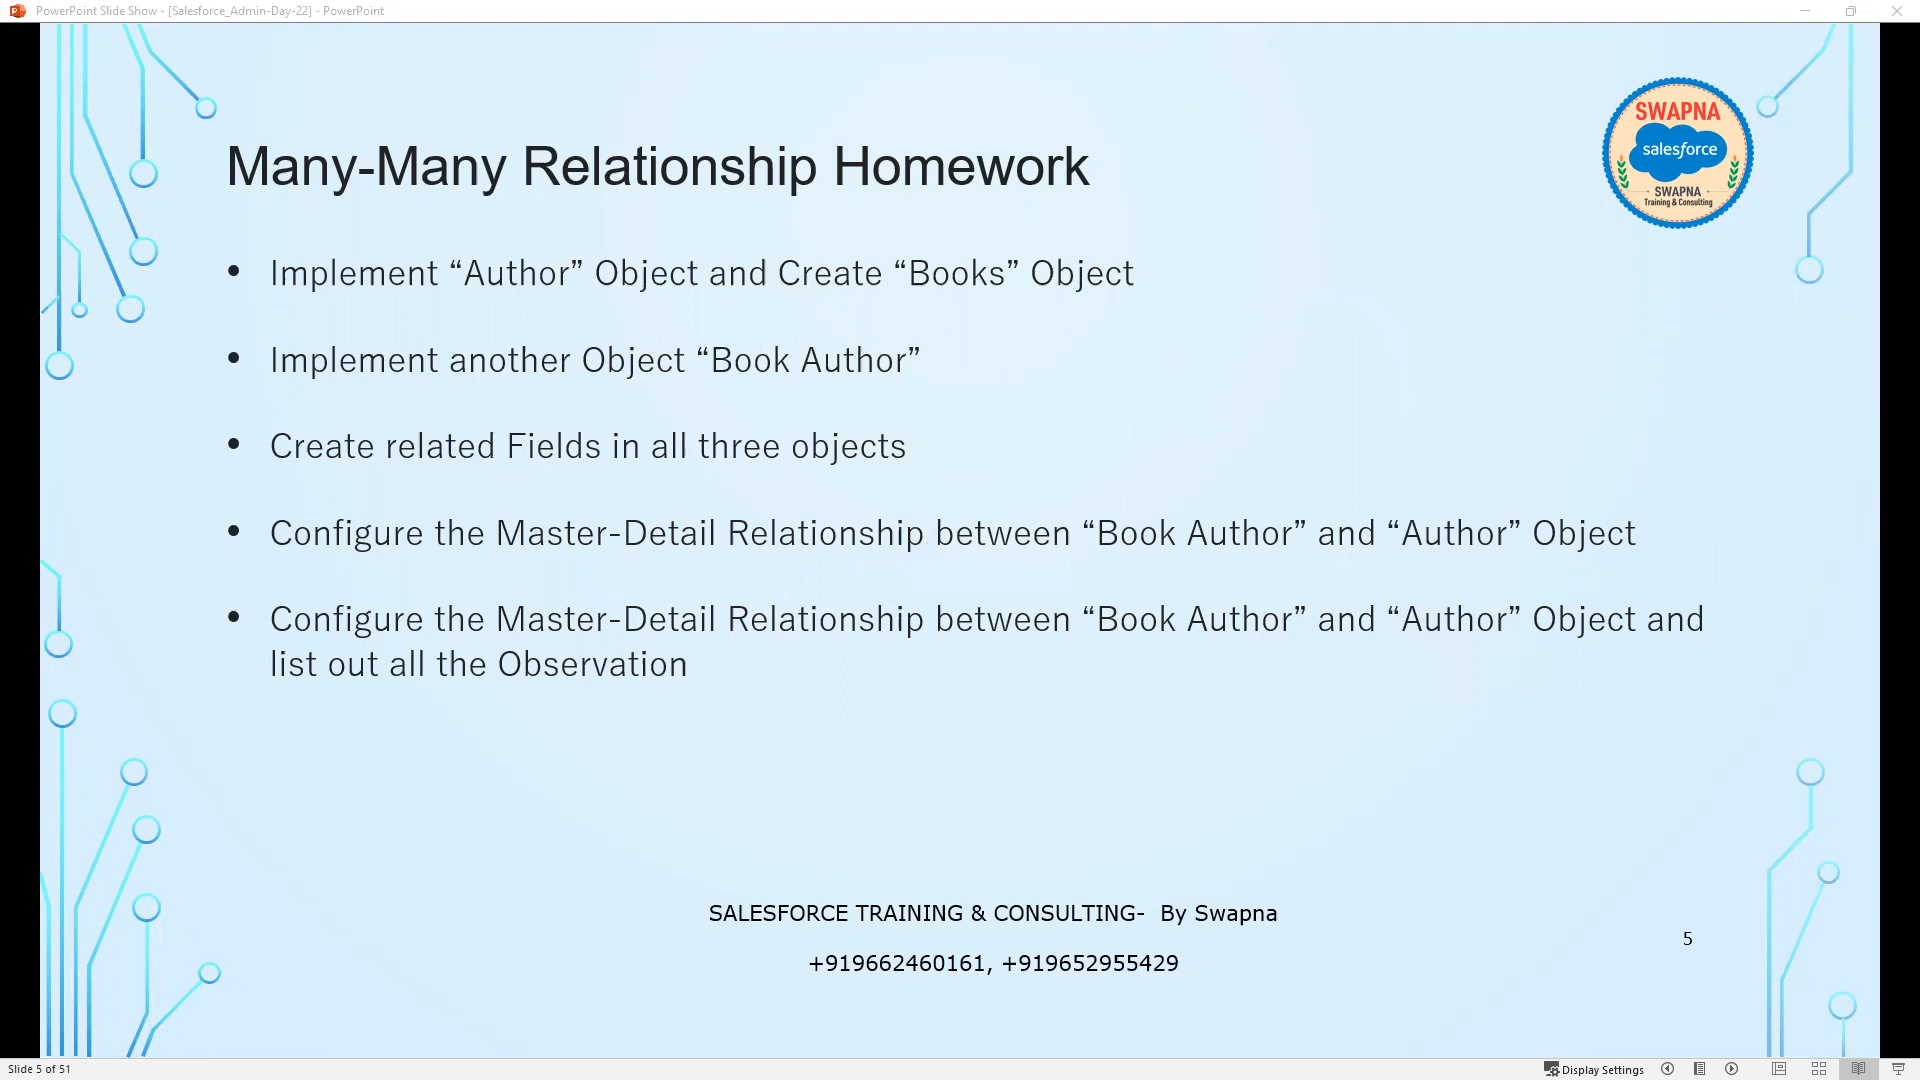 PowerPoint Slide Show - [Salesforce_Admin-Day-22] - PowerPoint
SWAPNA
salesforce
SWAPNA
Training & Consulting
Many-Many Relationship Homework
• Implement “Author” Object and Create “Books” Object
• Implement another Object “Book Author”
• Create related Fields in all three objects
• Configure the Master-Detail Relationship between “Book Author” and “Author” Object
• Configure the Master-Detail Relationship between “Book Author” and “Author” Object and
list out all the Observation
SALESFORCE TRAINING & CONSULTING- By Swapna
5
+919662460161, +919652955429
Slide 5 of 51
Display Settings